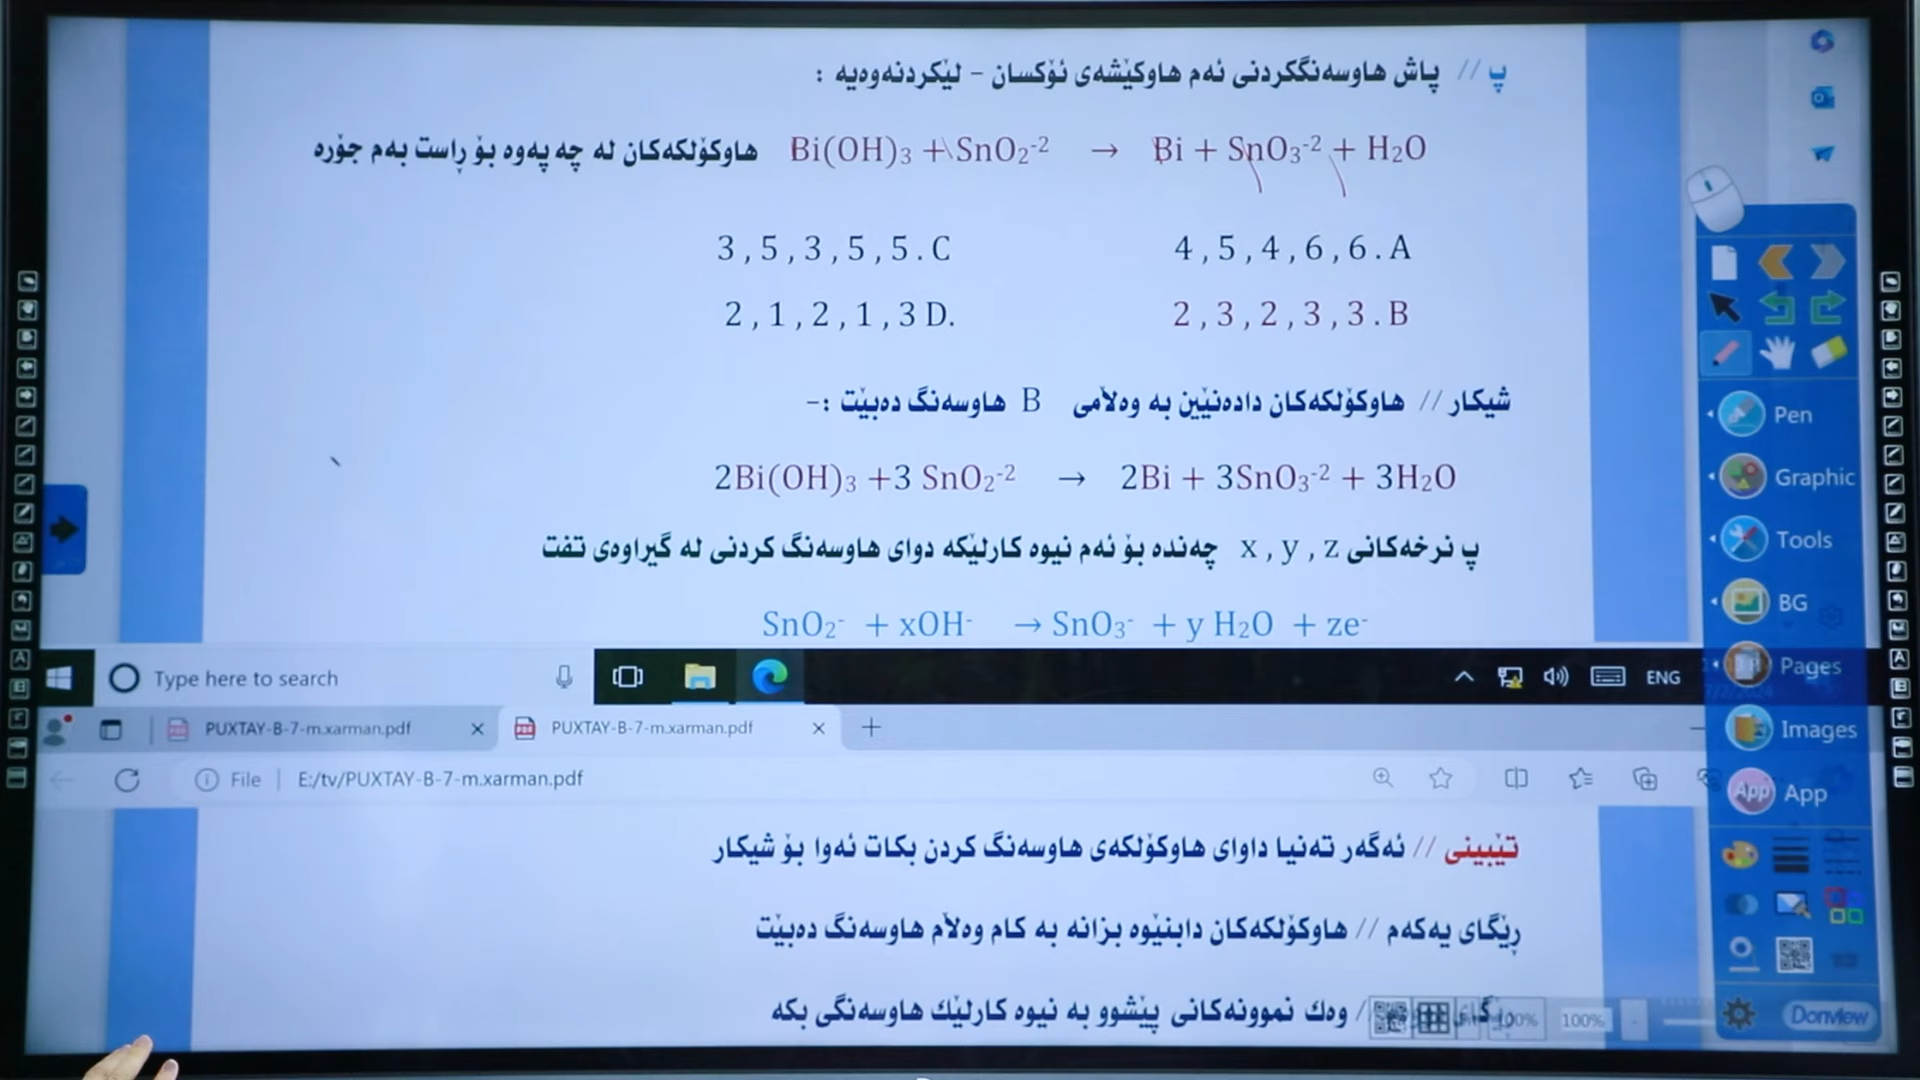 پ // پاش هاوسەنگکردنی ئەم هاوکێشەی ئۆکسان - لێکردنەوەیە :
Bi(OH)₃ + SnO₂⁻² → Bi + SnO₃⁻² + H₂O هاوکۆلکەکان لە چە پەوە بۆ ڕاست بەم جۆرە
4 , 5 , 4 , 6 , 6 . A
3 , 5 , 3 , 5 , 5 . C
2 , 3 , 2 , 3 , 3 . B
2 , 1 , 2 , 1 , 3 D.
شیکار // هاوکۆلکەکان دادەنێین بە وەڵامی B هاوسەنگ دەبێت :-
2Bi(OH)₃ +3 SnO₂⁻² → 2Bi + 3SnO₃⁻² + 3H₂O
پ نرخەکانی x , y , z چەندە بۆ ئەم نیوە کارلێکە دوای هاوسەنگ کردنی لە گیراوەی تفت
SnO₂⁻ + xOH⁻ → SnO₃⁻ + y H₂O + ze⁻
Type here to search
ENG
PUXTAY-B-7-m.xarman.pdf
PUXTAY-B-7-m.xarman.pdf
File | E:/tv/PUXTAY-B-7-m.xarman.pdf
تێبینی // ئەگەر تەنیا داوای هاوکۆلکەی هاوسەنگ کردن بکات ئەوا بۆ شیکار
ڕێگای یەکەم // هاوکۆلکەکان دابنێوە بزانە بە کام وەڵام هاوسەنگ دەبێت
/ وەك نموونەکانی پێشوو بە نیوە کارلێك هاوسەنگی بکە
100%
Pen
Graphic
Tools
BG
Pages
Images
App App
Donview